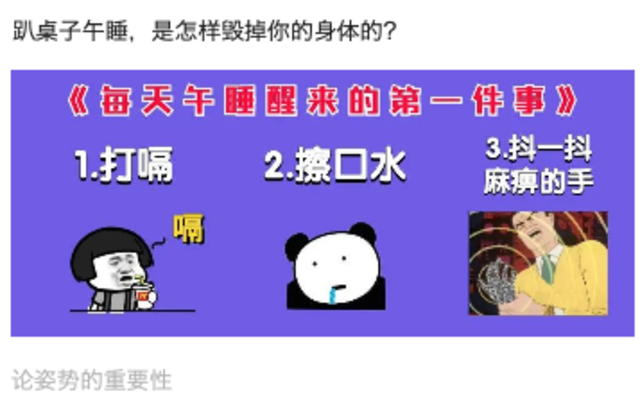 趴桌子午睡，是怎样毁掉你的身体的？
《每天午睡醒来的第一件事》
1.打嗝
2.擦口水
3.抖一抖
麻痹的手
嗝
论姿势的重要性